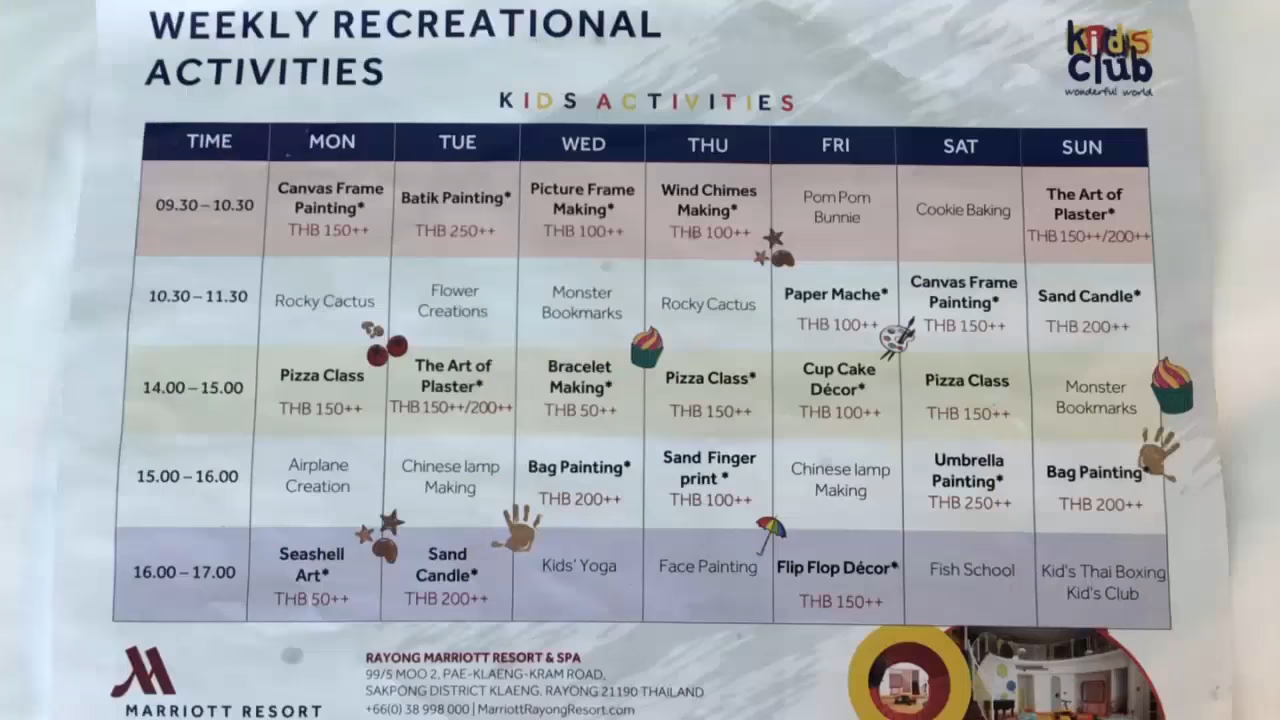 WEEKLY RECREATIONAL
ACTIVITIES
kids
Club
wonderful world
KIDS ACTIVITIES
TIME MON TUE WED THU FRI SAT SUN
09.30 – 10.30
Canvas Frame
Painting*
THB 150++
Batik Painting*
THB 250++
Picture Frame
Making*
THB 100++
Wind Chimes
Making*
THB 100++
Pom Pom
Bunnie
Cookie Baking
The Art of
Plaster*
THB 150++/200++
10.30 – 11.30
Rocky Cactus
Flower
Creations
Monster
Bookmarks
Rocky Cactus
Paper Mache*
THB 100++
Canvas Frame
Painting*
THB 150++
Sand Candle*
THB 200++
14.00 – 15.00
Pizza Class
THB 150++
The Art of
Plaster*
THB 150++/200++
Bracelet
Making*
THB 50++
Pizza Class*
THB 150++
Cup Cake
Décor*
THB 100++
Pizza Class
THB 150++
Monster
Bookmarks
15.00 – 16.00
Airplane
Creation
Chinese lamp
Making
Bag Painting*
THB 200++
Sand Finger
print *
THB 100++
Chinese lamp
Making
Umbrella
Painting*
THB 250++
Bag Painting*
THB 200++
16.00 – 17.00
Seashell
Art*
THB 50++
Sand
Candle*
THB 200++
Kids' Yoga
Face Painting
Flip Flop Décor*
THB 150++
Fish School
Kid's Thai Boxing
Kid's Club
MARRIOTT RESORT
RAYONG MARRIOTT RESORT & SPA
99/5 MOO 2, PAE-KLAENG-KRAM ROAD,
SAKPONG DISTRICT KLAENG, RAYONG 21190 THAILAND
+66(0) 38 998 000 | MarriottRayongResort.com